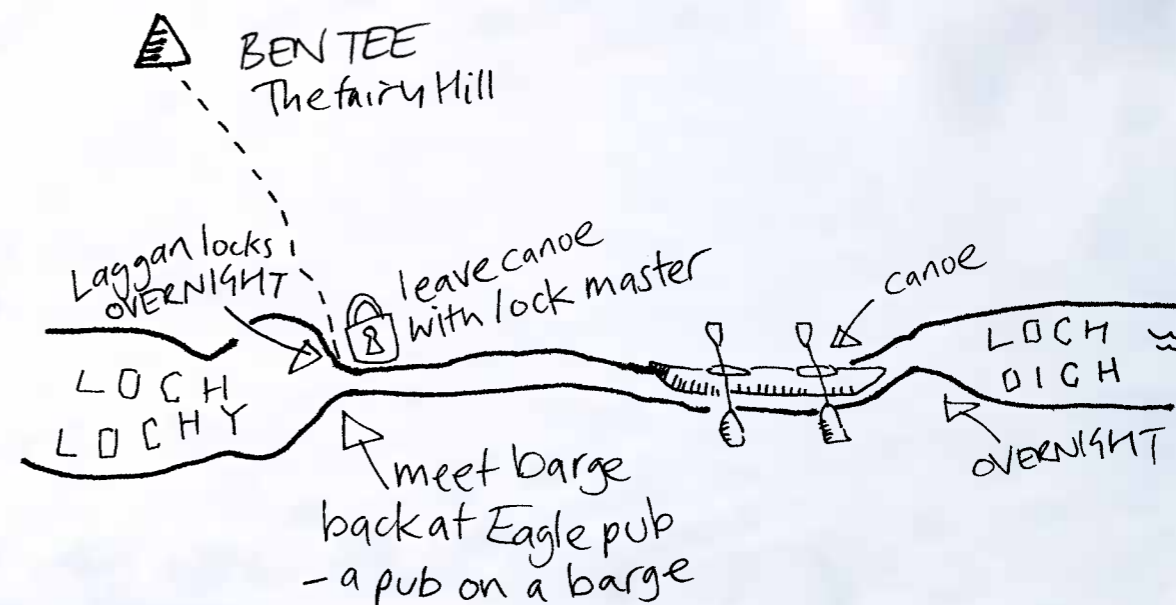 BEN TEE
The fairy Hill
Laggan locks
OVERNIGHT
leave canoe
with lock master
canoe
LOCH
LOCHY
LOCH
OICH
OVERNIGHT
meet barge
back at Eagle pub
- a pub on a barge